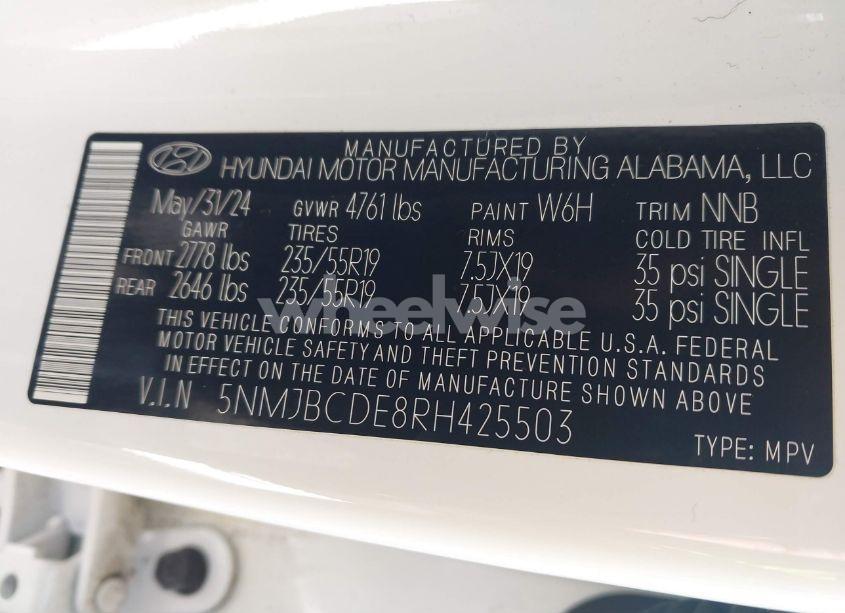 MANUFACTURED BY
HYUNDAI MOTOR MANUFACTURING ALABAMA, LLC
May/31/24 GVWR 4761 lbs PAINT W6H TRIM NNB
GAWR TIRES RIMS COLD TIRE INFL
FRONT 2778 lbs 235/55R19 7.5JX19 35 psi SINGLE
REAR 2646 lbs 235/55R19 7.5JX19 35 psi SINGLE
wheelwise
THIS VEHICLE CONFORMS TO ALL APPLICABLE U.S.A. FEDERAL
MOTOR VEHICLE SAFETY AND THEFT PREVENTION STANDARDS
IN EFFECT ON THE DATE OF MANUFACTURE SHOWN ABOVE
V.I.N 5NMJBCDE8RH425503
TYPE: MPV